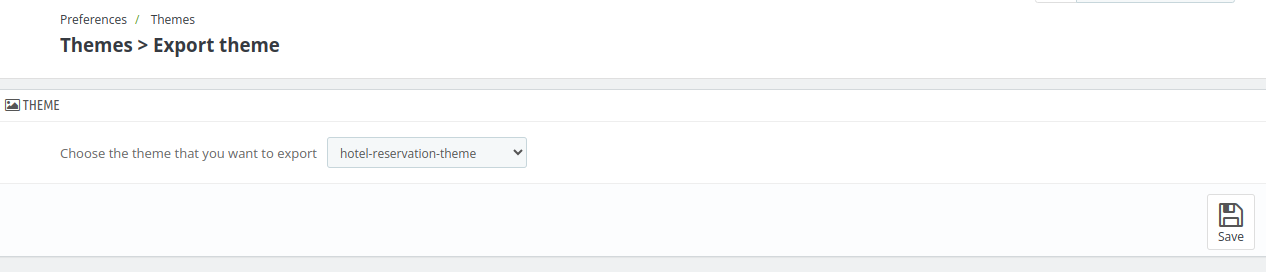 Preferences / Themes
Themes > Export theme
THEME
Choose the theme that you want to export hotel-reservation-theme
Save